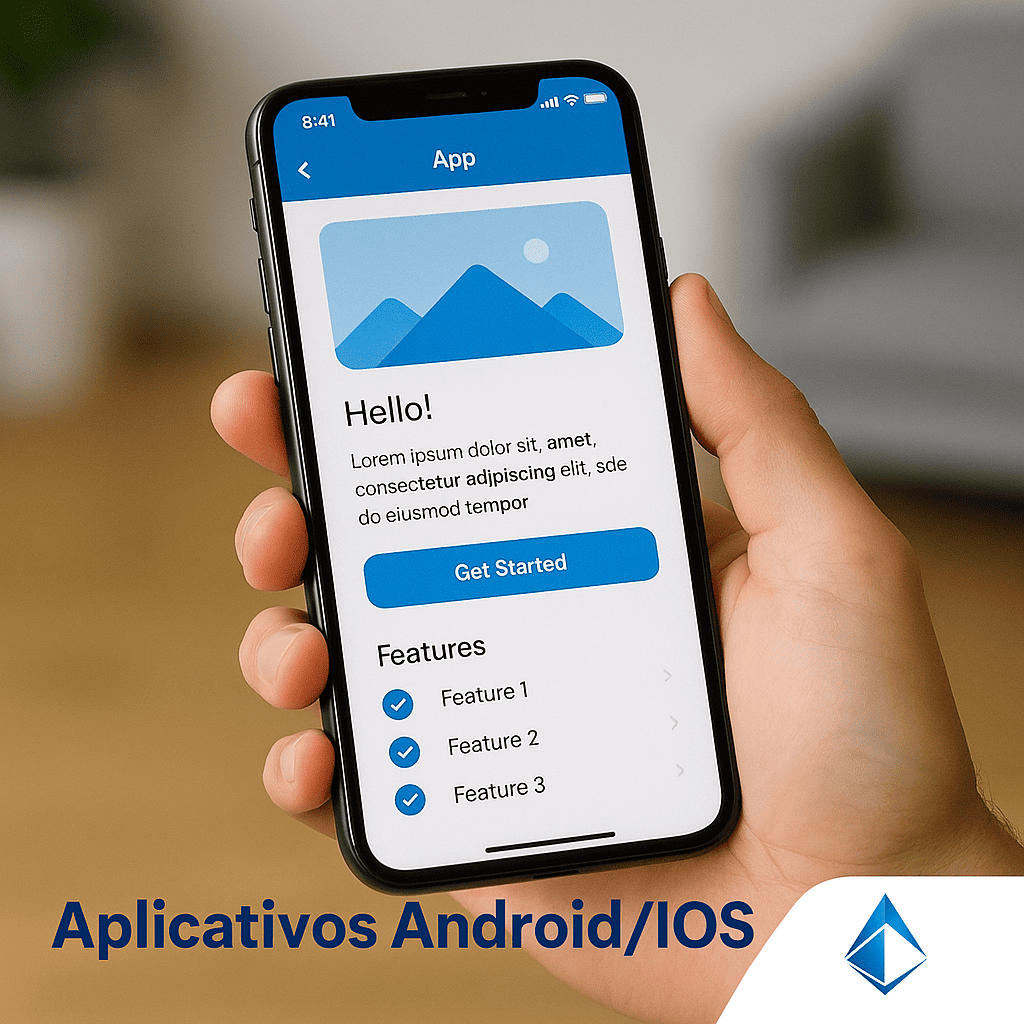 8:41
App
Hello!
Lorem ipsum dolor sit, amet,
consectetur adipiscing elit, sde
do eiusmod tempor
Get Started
Features
Feature 1
Feature 2
Feature 3
Aplicativos Android/IOS